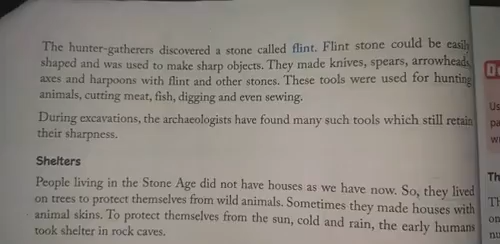 The hunter-gatherers discovered a stone called flint. Flint stone could be easily
shaped and was used to make sharp objects. They made knives, spears, arrowheads,
axes and harpoons with flint and other stones. These tools were used for hunting
animals, cutting meat, fish, digging and even sewing.
During excavations, the archaeologists have found many such tools which still retain
their sharpness.
Shelters
People living in the Stone Age did not have houses as we have now. So, they lived
on trees to protect themselves from wild animals. Sometimes they made houses with
animal skins. To protect themselves from the sun, cold and rain, the early humans
took shelter in rock caves.